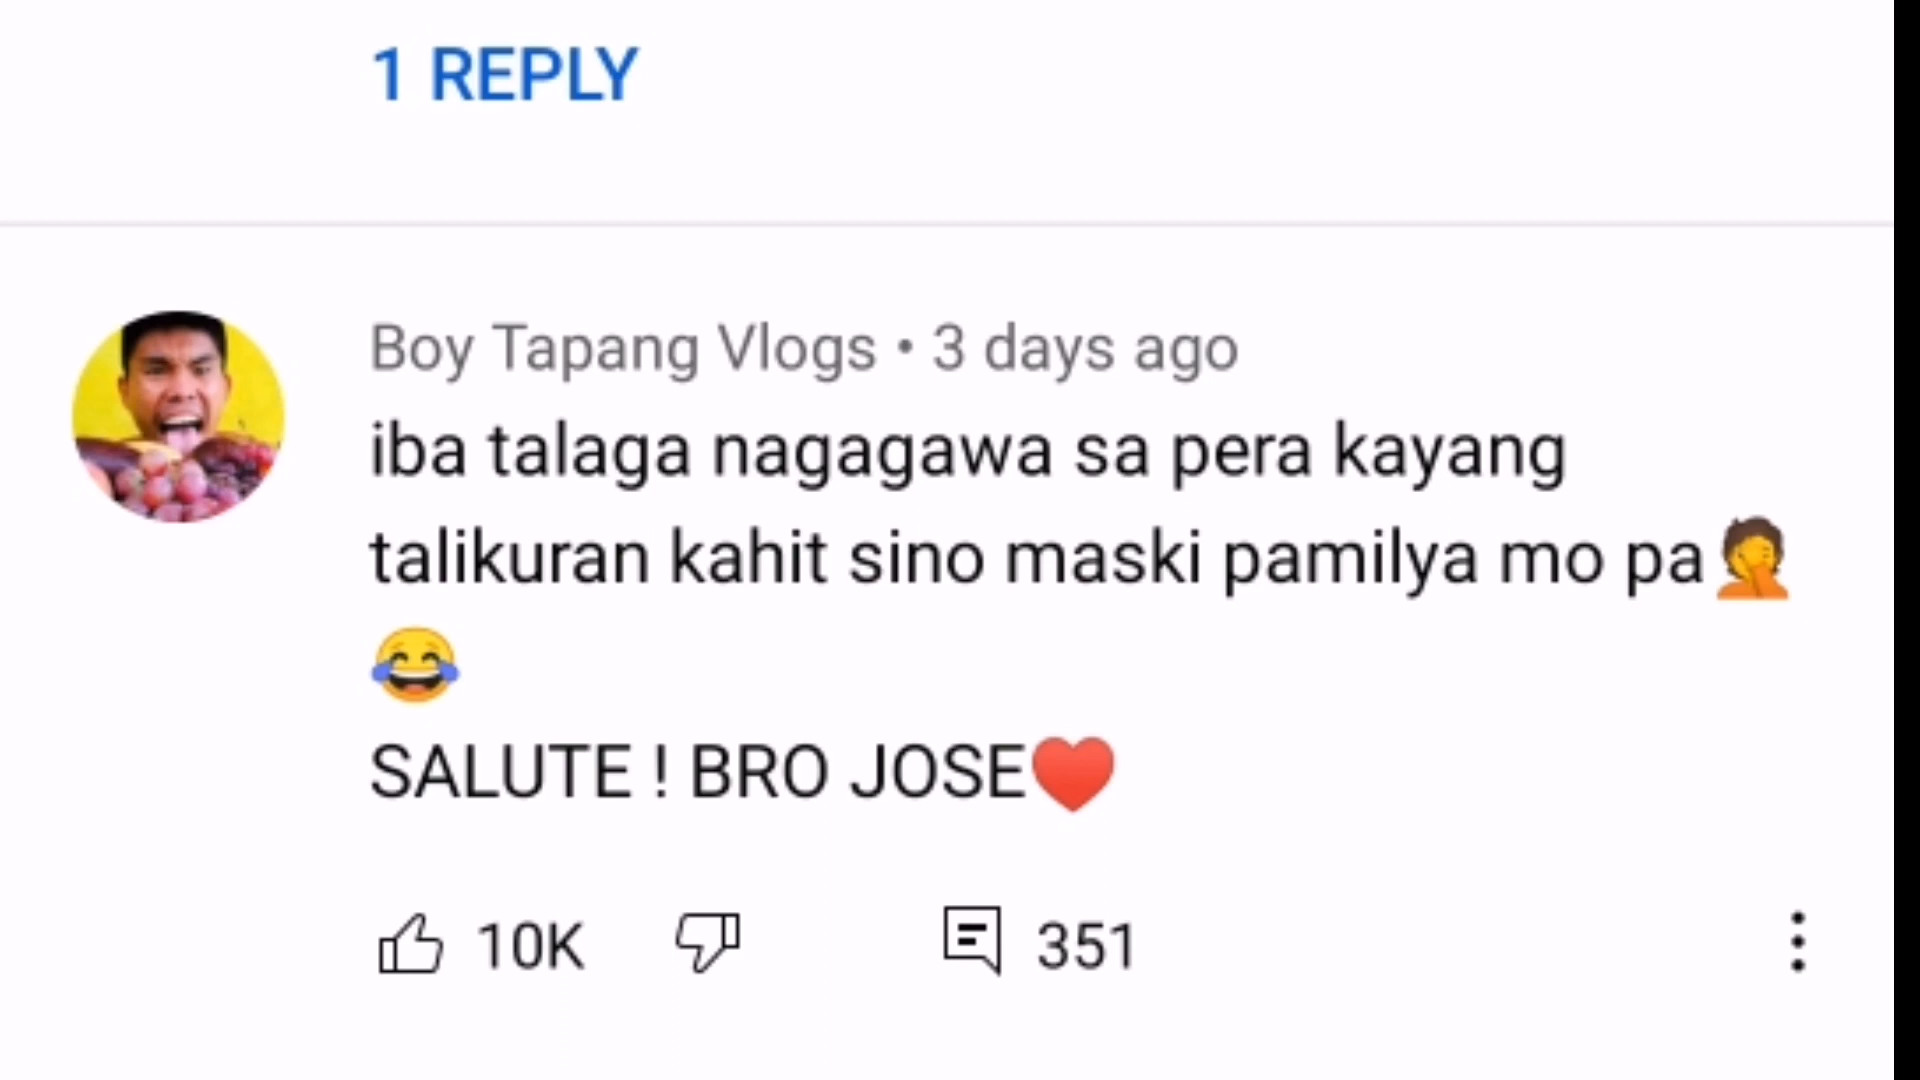 1 REPLY
Boy Tapang Vlogs • 3 days ago
iba talaga nagagawa sa pera kayang
talikuran kahit sino maski pamilya mo pa🤦
😂
SALUTE ! BRO JOSE♥️
10K 351